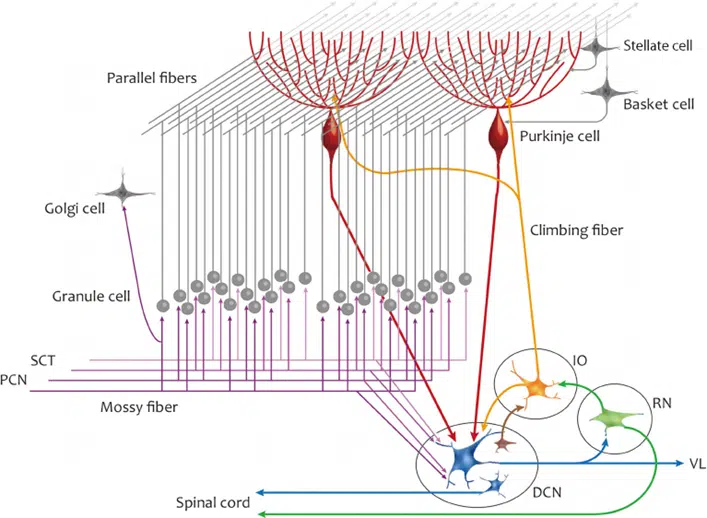 Stellate cell
Parallel fibers
Basket cell
Purkinje cell
Golgi cell
Climbing fiber
Granule cell
SCT
IO
PCN
RN
Mossy fiber
VL
DCN
Spinal cord